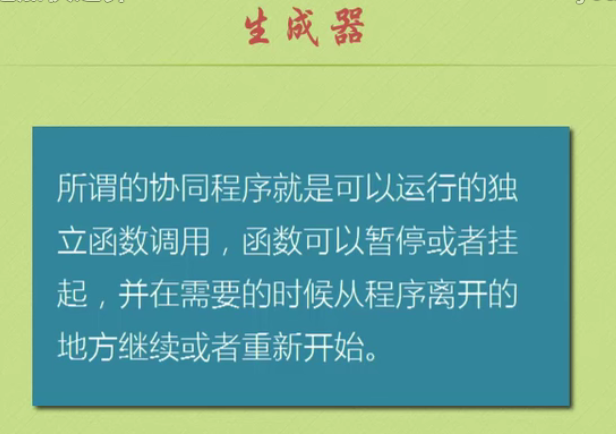 生成器
所谓的协同程序就是可以运行的独
立函数调用，函数可以暂停或者挂
起，并在需要的时候从程序离开的
地方继续或者重新开始。